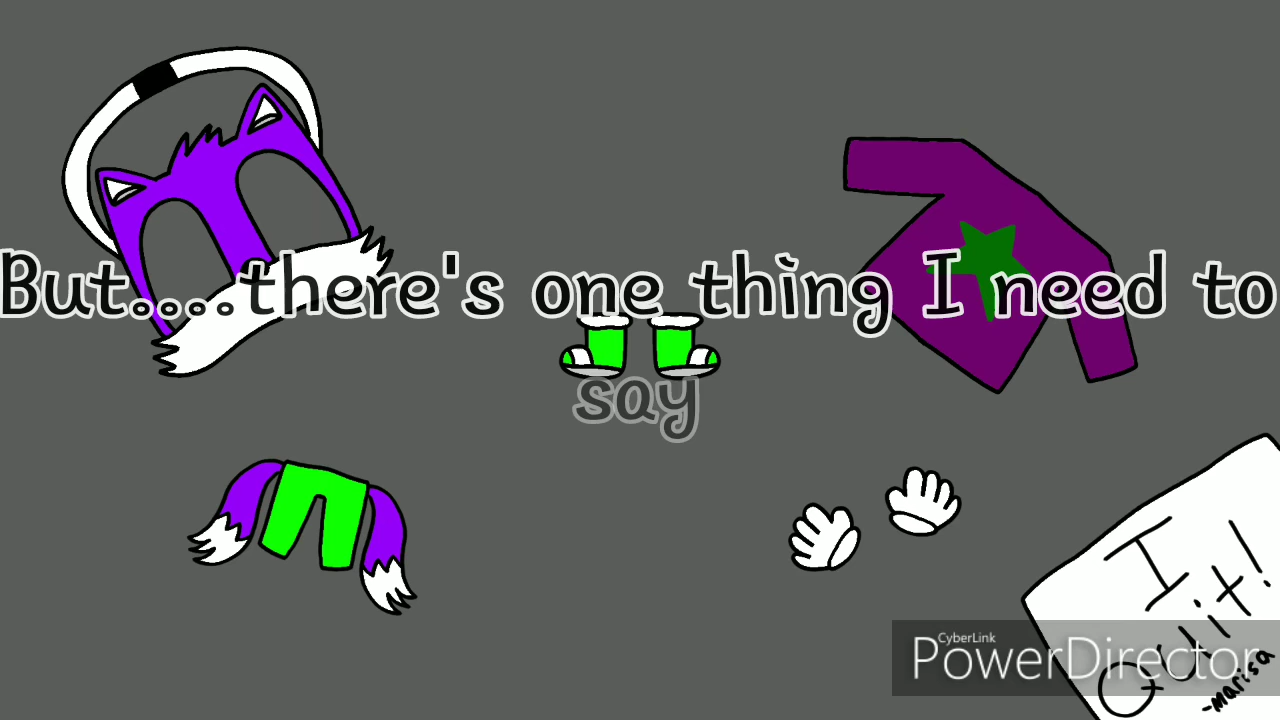 But....there's one thing I need to
say
I
Quit!
-marisa
CyberLink
PowerDirector